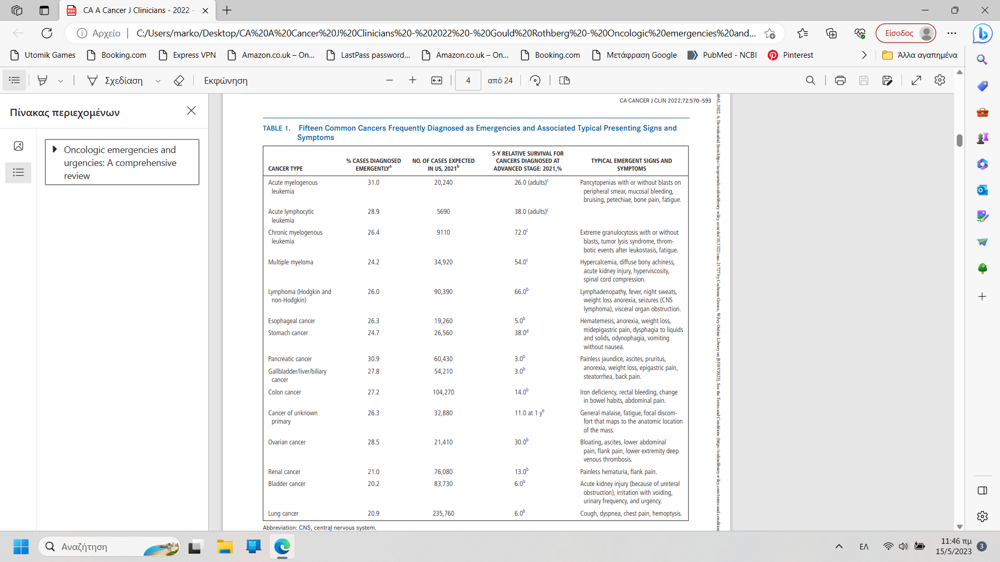 CA A Cancer J Clinicians - 2022 -
Αρχείο
C:/Users/marko/Desktop/CA%20A%20Cancer%20J%20Clinicians%20-%202022%20-%20Gould%20Rothberg%20-%20Oncologic%20emergencies%20and...
Είσοδος
Utomik Games
Booking.com
Express VPN
Amazon.co.uk – On...
LastPass password...
Amazon.co.uk – On...
Booking.com
Μετάφραση Google
PubMed - NCBI
Pinterest
Άλλα αγαπημένα
Σχεδίαση
Εκφώνηση
4
από 24
Πίνακας περιεχομένων
Oncologic emergencies and
urgencies: A comprehensive
review
CA CANCER J CLIN 2022;72:570–593
TABLE 1. Fifteen Common Cancers Frequently Diagnosed as Emergencies and Associated Typical Presenting Signs and
Symptoms
CANCER TYPE
% CASES DIAGNOSED
EMERGENTLYa
NO. OF CASES EXPECTED
IN US, 2021b
5-Y RELATIVE SURVIVAL FOR
CANCERS DIAGNOSED AT
ADVANCED STAGE: 2021,%
TYPICAL EMERGENT SIGNS AND
SYMPTOMS
Acute myelogenous
leukemia
31.0
20,240
26.0 (adults)c
Pancytopenias with or without blasts on
peripheral smear, mucosal bleeding,
bruising, petechiae, bone pain, fatigue.
Acute lymphocytic
leukemia
28.9
5690
38.0 (adults)c
Chronic myelogenous
leukemia
26.4
9110
72.0c
Extreme granulocytosis with or without
blasts, tumor lysis syndrome, throm-
botic events after leukostasis, fatigue.
Multiple myeloma
24.2
34,920
54.0c
Hypercalcemia, diffuse bony achiness,
acute kidney injury, hyperviscosity,
spinal cord compression.
Lymphoma (Hodgkin and
non-Hodgkin)
26.0
90,390
66.0b
Lymphadenopathy, fever, night sweats,
weight loss anorexia, seizures (CNS
lymphoma), visceral organ obstruction.
Esophageal cancer
26.3
19,260
5.0b
Hematemesis, anorexia, weight loss,
midepigastric pain, dysphagia to liquids
and solids, odynophagia, vomiting
without nausea.
Stomach cancer
24.7
26,560
38.0d
Pancreatic cancer
30.9
60,430
3.0b
Painless jaundice, ascites, pruritus,
anorexia, weight loss, epigastric pain,
steatorrhea, back pain.
Gallbladder/liver/biliary
cancer
27.8
54,210
3.0b
Colon cancer
27.2
104,270
14.0b
Iron deficiency, rectal bleeding, change
in bowel habits, abdominal pain.
Cancer of unknown
primary
26.3
32,880
11.0 at 1 ye
General malaise, fatigue, focal discom-
fort that maps to the anatomic location
of the mass.
Ovarian cancer
28.5
21,410
30.0b
Bloating, ascites, lower abdominal
pain, flank pain, lower extremity deep
venous thrombosis.
Renal cancer
21.0
76,080
13.0b
Painless hematuria, flank pain.
Bladder cancer
20.2
83,730
6.0b
Acute kidney injury (because of ureteral
obstruction), irritation with voiding,
urinary frequency, and urgency.
Lung cancer
20.9
235,760
6.0b
Cough, dyspnea, chest pain, hemoptysis.
Abbreviation: CNS, central nervous system.
4863, 2022, 6, Downloaded from https://acsjournals.onlinelibrary.wiley.com/doi/10.3322/caac.21727 by Cochrane Greece, Wiley Online Library on [05/05/2023]. See the Terms and Conditions (https://onlinelibrary.wiley.com/terms-and-condition
Αναζήτηση
ΕΛ
11:46 πμ
15/5/2023
3